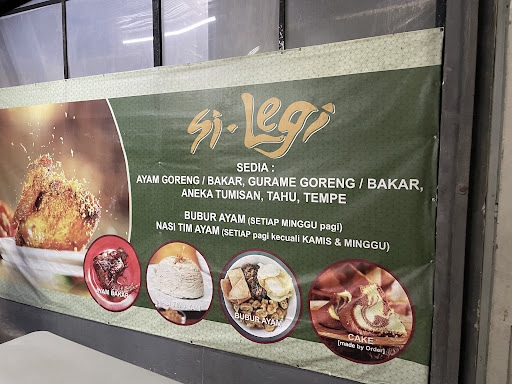 Si-Legi
SEDIA :
AYAM GORENG / BAKAR, GURAME GORENG / BAKAR,
ANEKA TUMISAN, TAHU, TEMPE
BUBUR AYAM (SETIAP MINGGU pagi)
NASI TIM AYAM (SETIAP pagi kecuali KAMIS & MINGGU)
AYAM BAKAR
BUBUR AYAM
CAKE
[made by Order]